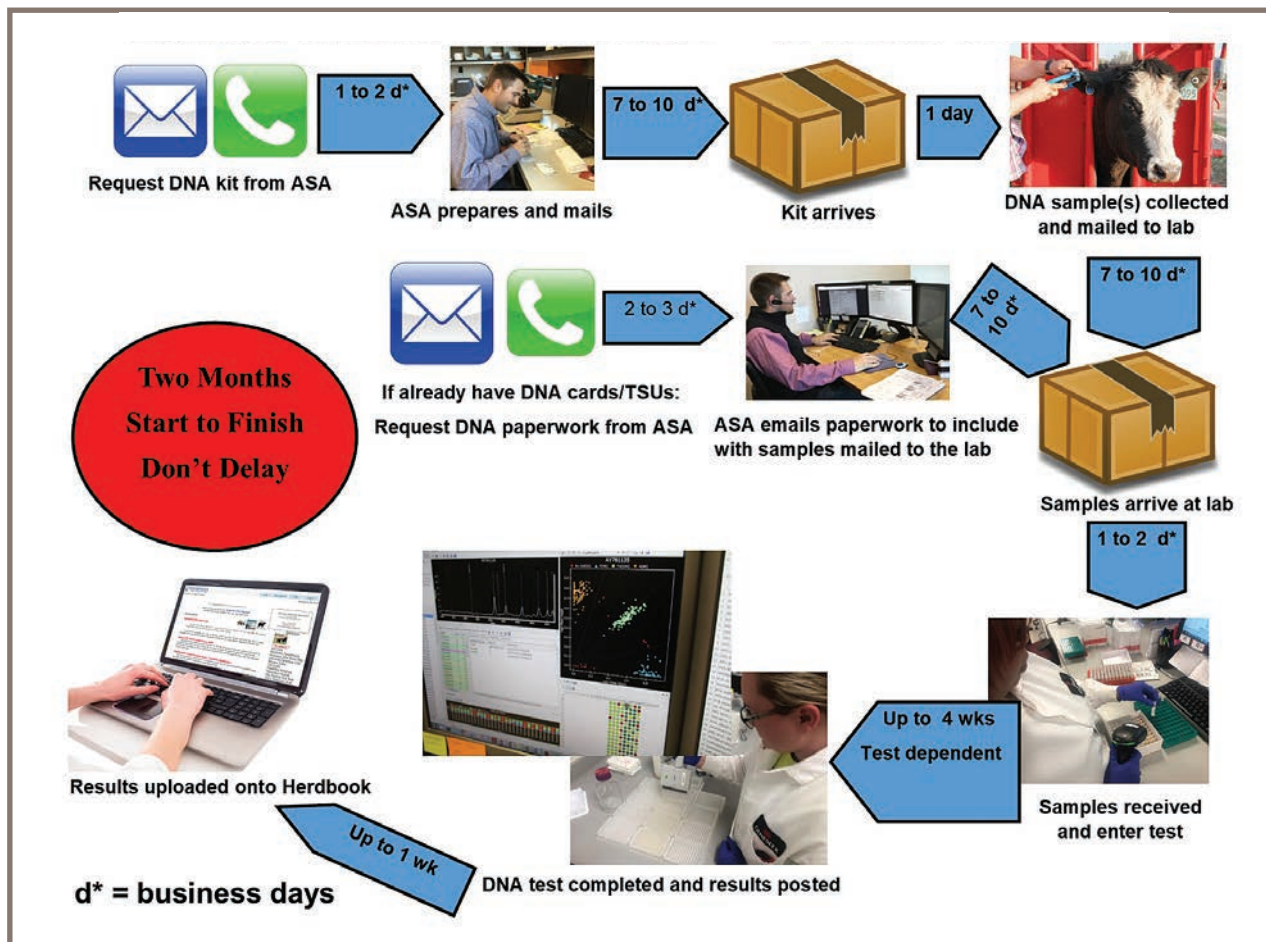 1 to 2 d*
7 to 10 d*
1 day
Request DNA kit from ASA
ASA prepares and mails
Kit arrives
DNA sample(s) collected
and mailed to lab
2 to 3 d*
7 to
10 d*
7 to 10 d*
If already have DNA cards/TSUs:
Request DNA paperwork from ASA
ASA emails paperwork to include
with samples mailed to the lab
Samples arrive at lab
Two Months
Start to Finish
Don’t Delay
1 to 2 d*
Up to 4 wks
Test dependent
Samples received
and enter test
Results uploaded onto Herdbook
Up to 1 wk
DNA test completed and results posted
d* = business days